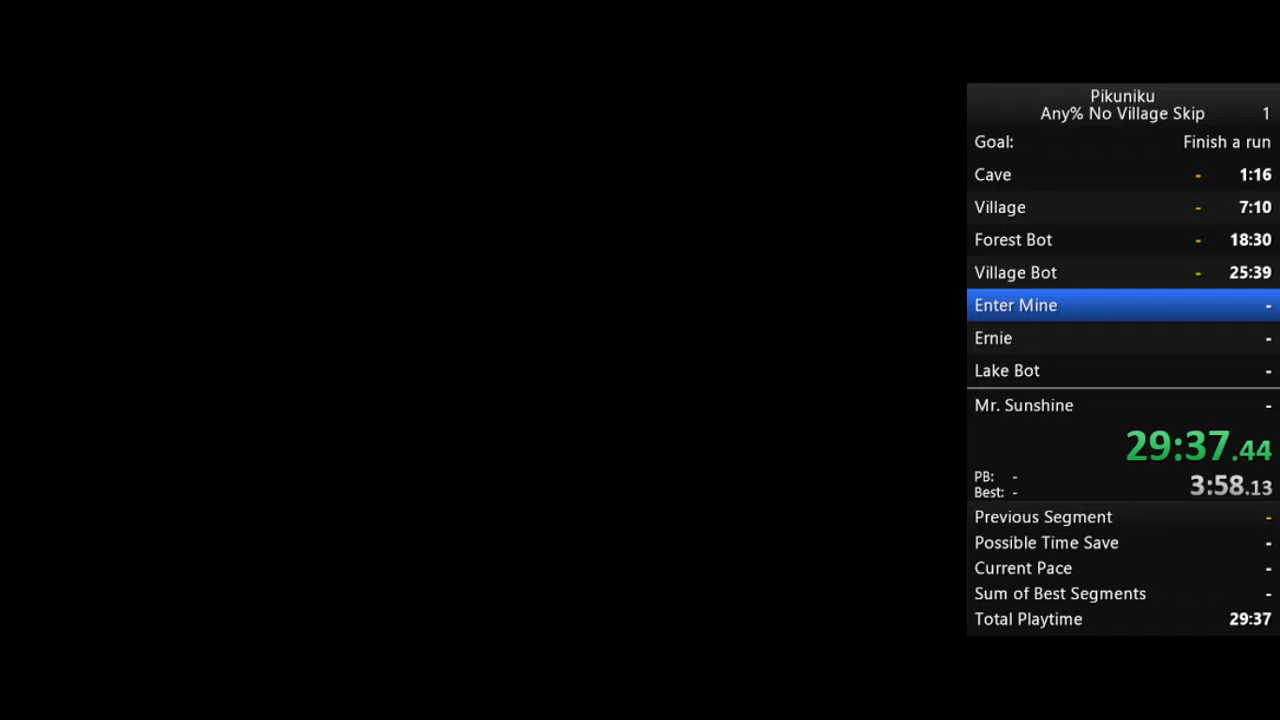 Pikuniku
Any% No Village Skip 1
Goal: Finish a run
Cave - 1:16
Village - 7:10
Forest Bot - 18:30
Village Bot - 25:39
Enter Mine -
Ernie -
Lake Bot -
Mr. Sunshine -
29:37.44
PB: -
Best: - 3:58.13
Previous Segment -
Possible Time Save -
Current Pace -
Sum of Best Segments -
Total Playtime 29:37